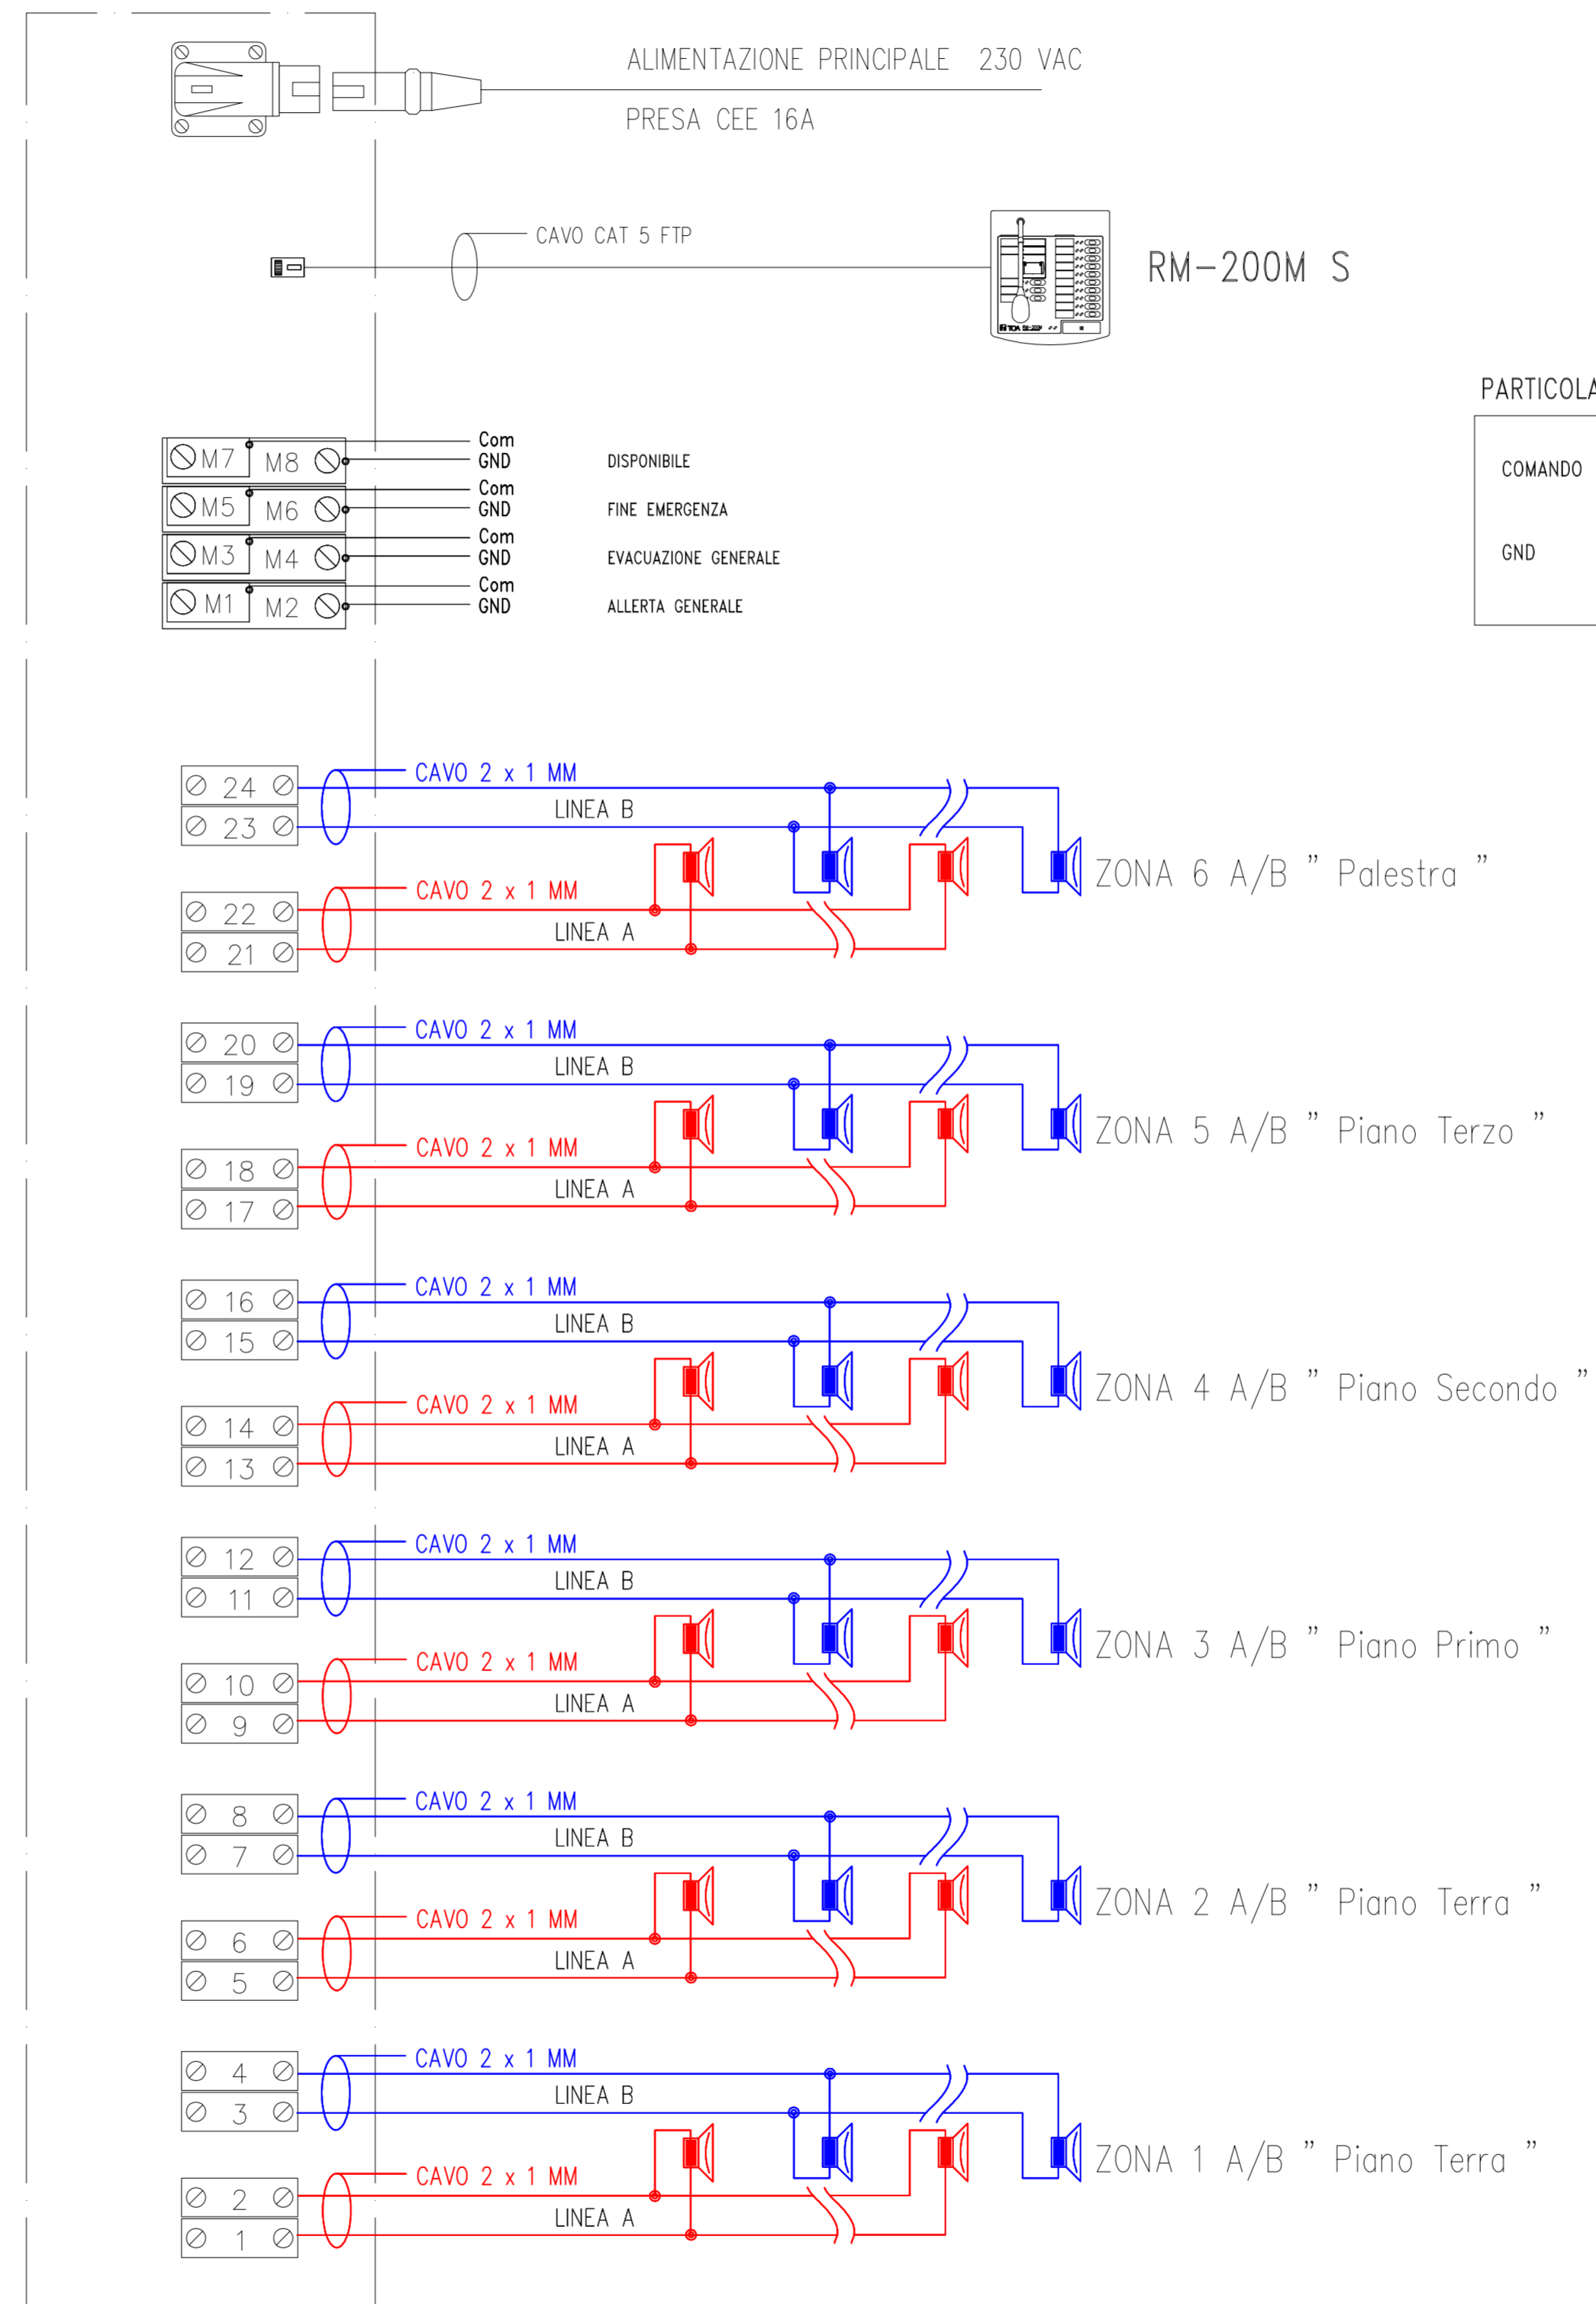 ALIMENTAZIONE PRINCIPALE 230 VAC
PRESA CEE 16A
CAVO CAT 5 FTP
RM-200M S
TOA
PARTICOLA
COMANDO
GND
M7 M8 Com
GND DISPONIBILE
M5 M6 Com
GND FINE EMERGENZA
M3 M4 Com
GND EVACUAZIONE GENERALE
M1 M2 Com
GND ALLERTA GENERALE
24 CAVO 2 x 1 MM
LINEA B
23
ZONA 6 A/B " Palestra "
22 CAVO 2 x 1 MM
LINEA A
21
20 CAVO 2 x 1 MM
LINEA B
19
ZONA 5 A/B " Piano Terzo "
18 CAVO 2 x 1 MM
LINEA A
17
16 CAVO 2 x 1 MM
LINEA B
15
ZONA 4 A/B " Piano Secondo "
14 CAVO 2 x 1 MM
LINEA A
13
12 CAVO 2 x 1 MM
LINEA B
11
ZONA 3 A/B " Piano Primo "
10 CAVO 2 x 1 MM
LINEA A
9
8 CAVO 2 x 1 MM
LINEA B
7
ZONA 2 A/B " Piano Terra "
6 CAVO 2 x 1 MM
LINEA A
5
4 CAVO 2 x 1 MM
LINEA B
3
ZONA 1 A/B " Piano Terra "
2 CAVO 2 x 1 MM
LINEA A
1